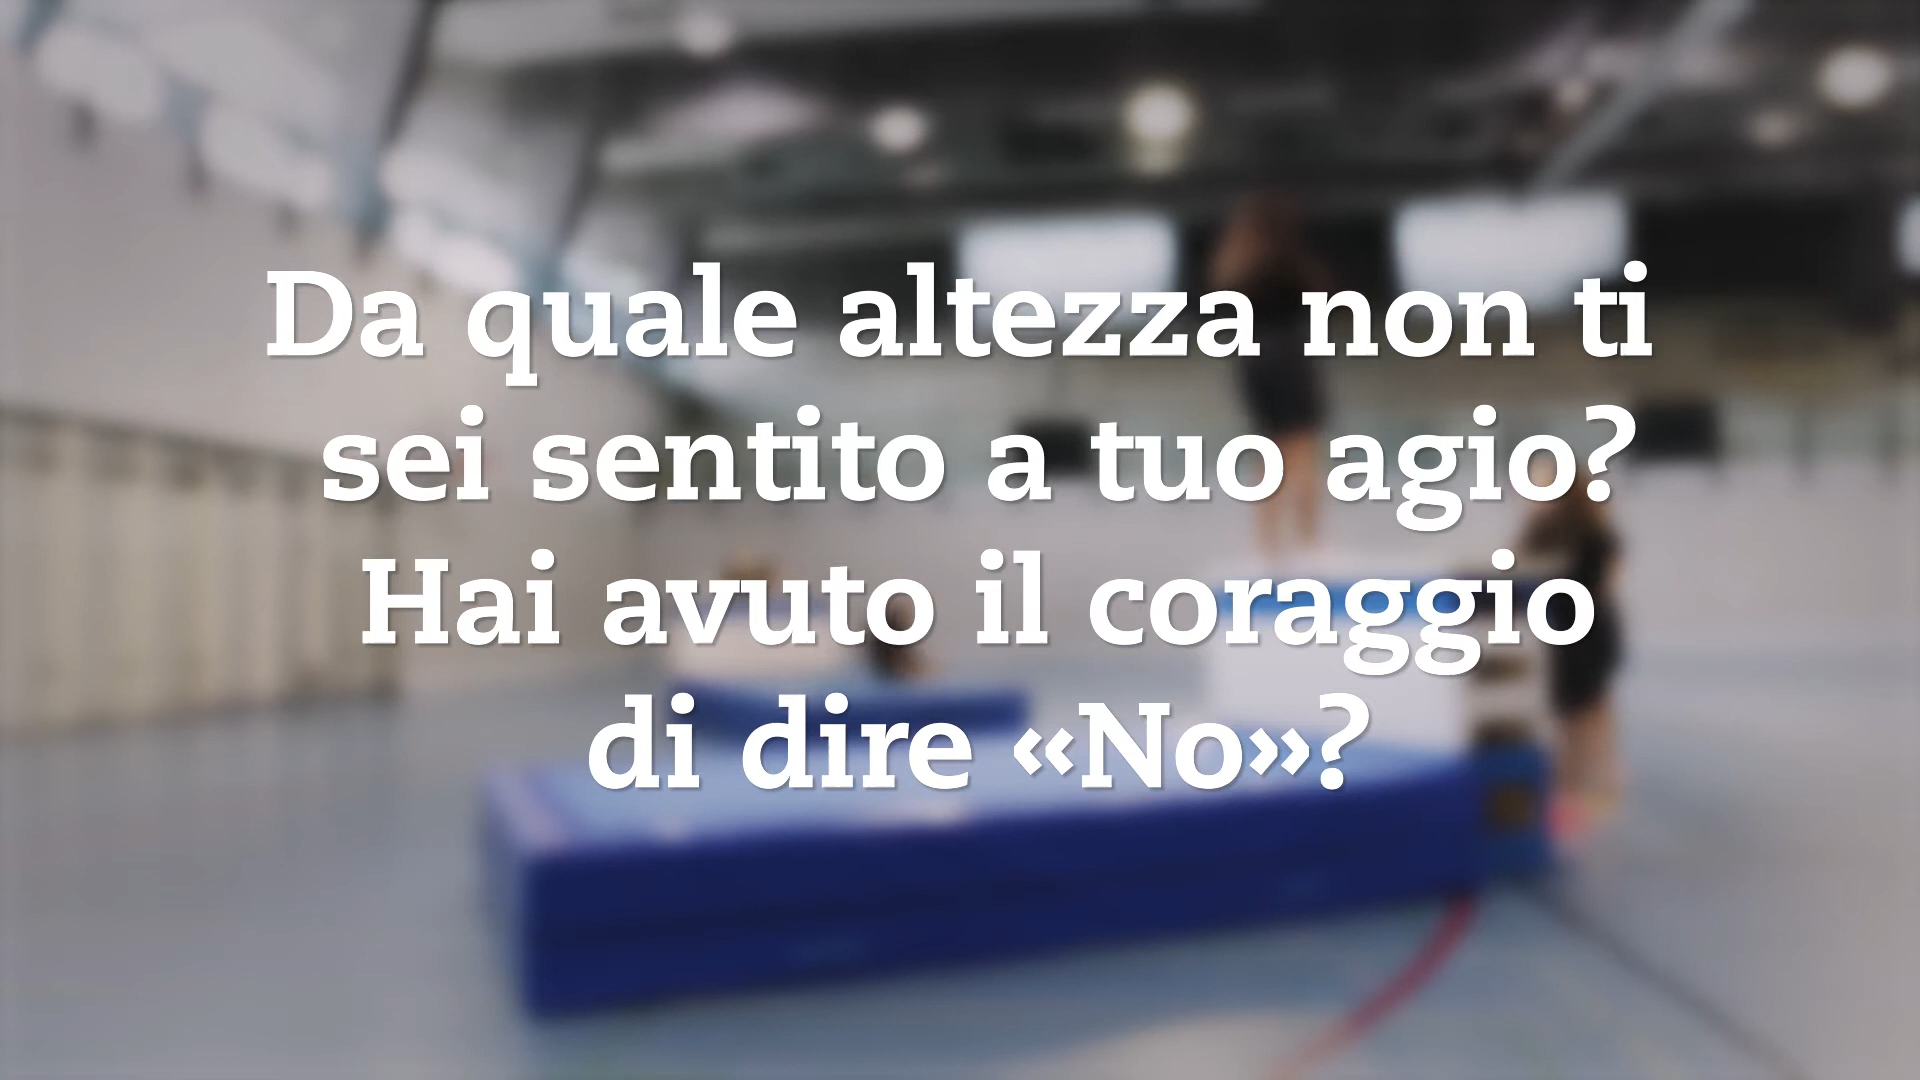 Da quale altezza non ti
sei sentito a tuo agio?
Hai avuto il coraggio
di dire «No»?